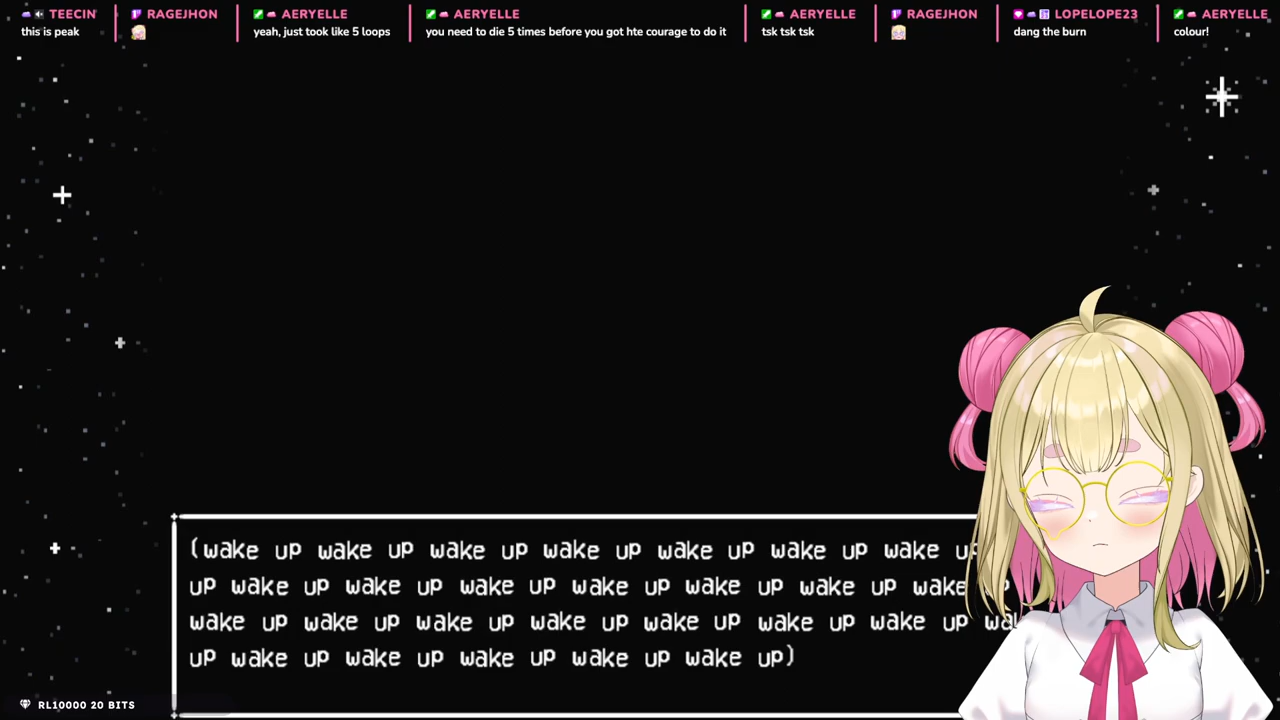 TEECIN
this is peak
RAGEJHON
AERYELLE
yeah, just took like 5 loops
AERYELLE
you need to die 5 times before you got hte courage to do it
AERYELLE
tsk tsk tsk
RAGEJHON
LOPELOPE23
dang the burn
AERYELLE
colour!
(wake up wake up wake up wake up wake up wake up wake up
up wake up wake up wake up wake up wake up wake up wake
wake up wake up wake up wake up wake up wake up wake up
up wake up wake up wake up wake up wake up)
RL10000 20 BITS